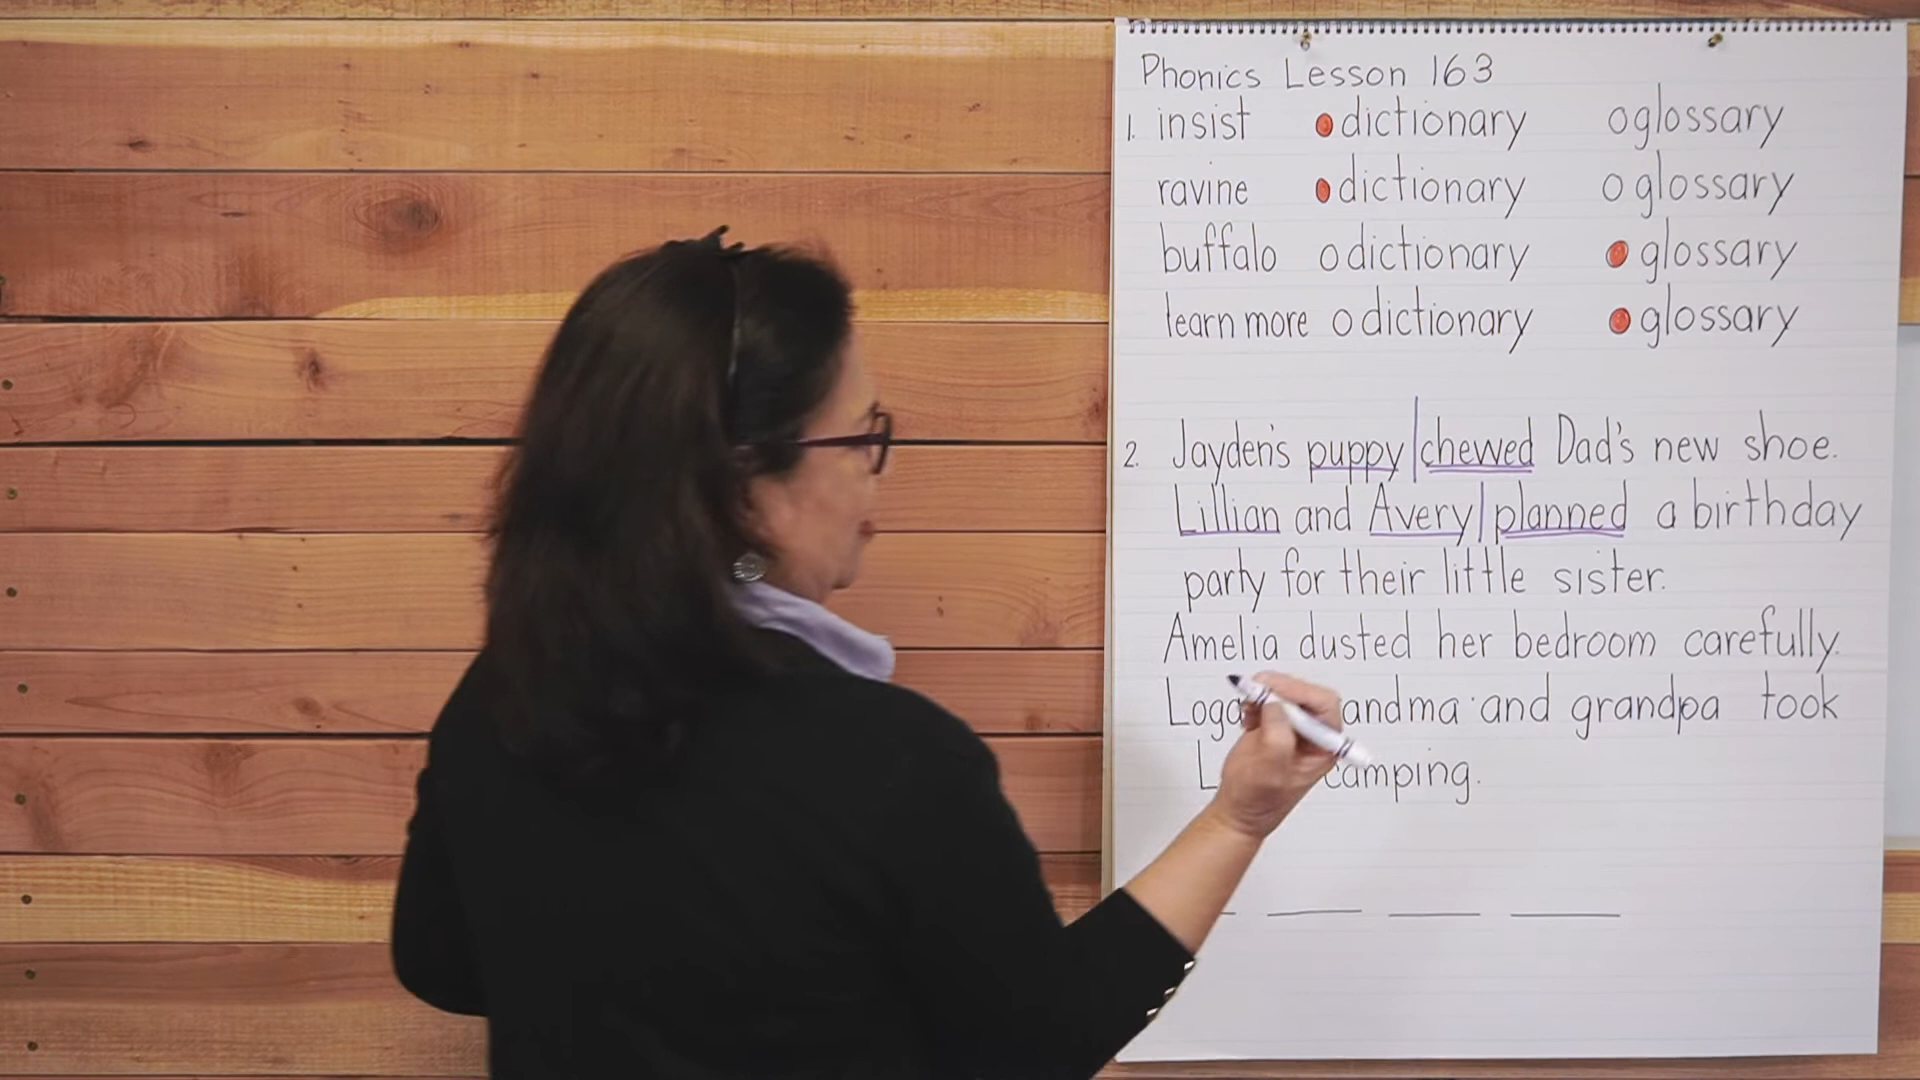 Phonics Lesson 163
1. insist dictionary glossary
ravine dictionary glossary
buffalo dictionary glossary
learn more dictionary glossary
2. Jayden's puppy chewed Dad's new shoe.
Lillian and Avery planned a birthday
party for their little sister.
Amelia dusted her bedroom carefully.
and grandpa took
camping.